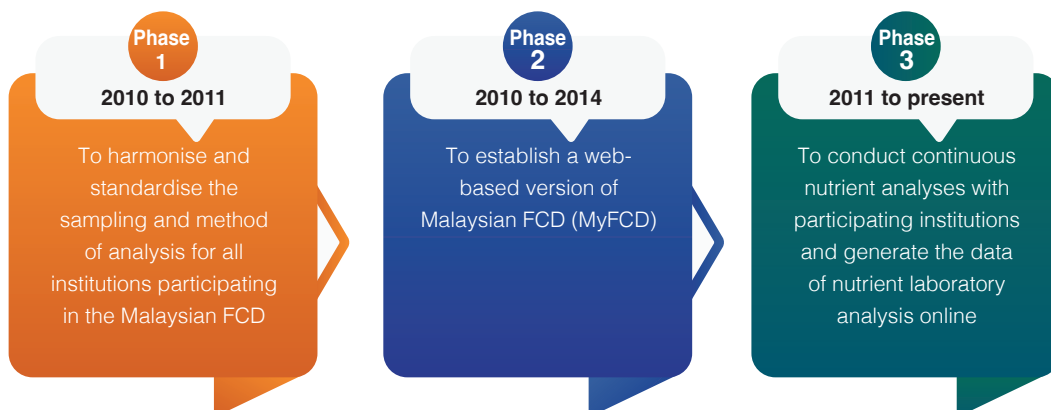 Phase
1
2010 to 2011
To harmonise and
standardise the
sampling and method
of analysis for all
institutions participating
in the Malaysian FCD
Phase
2
2010 to 2014
To establish a web-
based version of
Malaysian FCD (MyFCD)
Phase
3
2011 to present
To conduct continuous
nutrient analyses with
participating institutions
and generate the data
of nutrient laboratory
analysis online